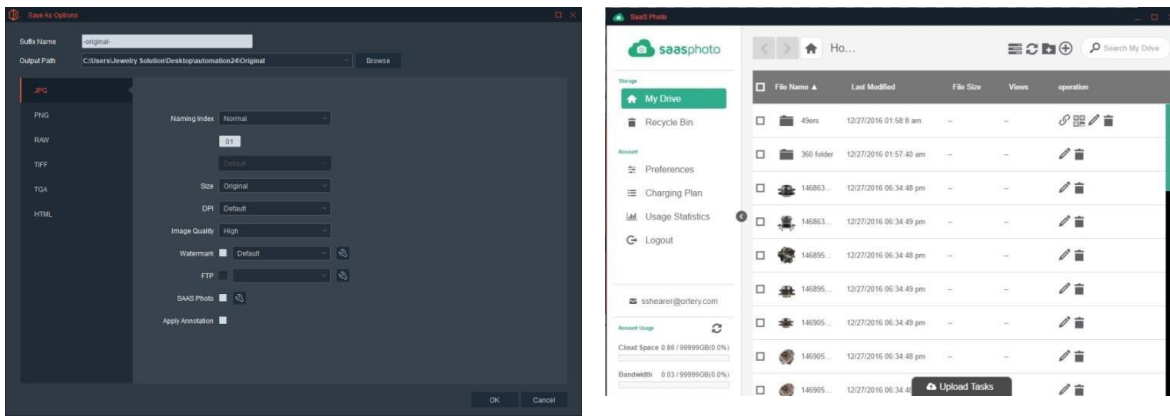 Save As Options
Suffix Name -original-
Output Path C:\Users\Jewelry Solution\Desktop\automation24\Original Browse
JPG
PNG
RAW
TIFF
TGA
HTML
Naming Index Normal
01
Default
Size Original
DPI Default
Image Quality High
Watermark Default
FTP
SAAS Photo
Apply Annotation
OK Cancel
SaaS Photo
saasphoto
Storage
My Drive
Recycle Bin
Account
Preferences
Charging Plan
Usage Statistics
Logout
sshearer@ortery.com
Account Usage
Cloud Space 0.86 / 99999GB(0.0%)
Bandwidth 0.03 / 99999GB(0.0%)
Ho...
Search My Drive
File Name ▲ Last Modified File Size Views operation
49ers 12/27/2016 01:58:8 am -- --
360 folder 12/27/2016 01:57:40 am -- --
146863... 12/27/2016 06:34:48 pm -- --
146863... 12/27/2016 06:34:49 pm -- --
146895... 12/27/2016 06:34:48 pm -- --
146895... 12/27/2016 06:34:49 pm -- --
146905... 12/27/2016 06:34:49 pm -- --
146905... 12/27/2016 06:34:48 pm -- --
146905... 12/27/2016 06:34:48
Upload Tasks